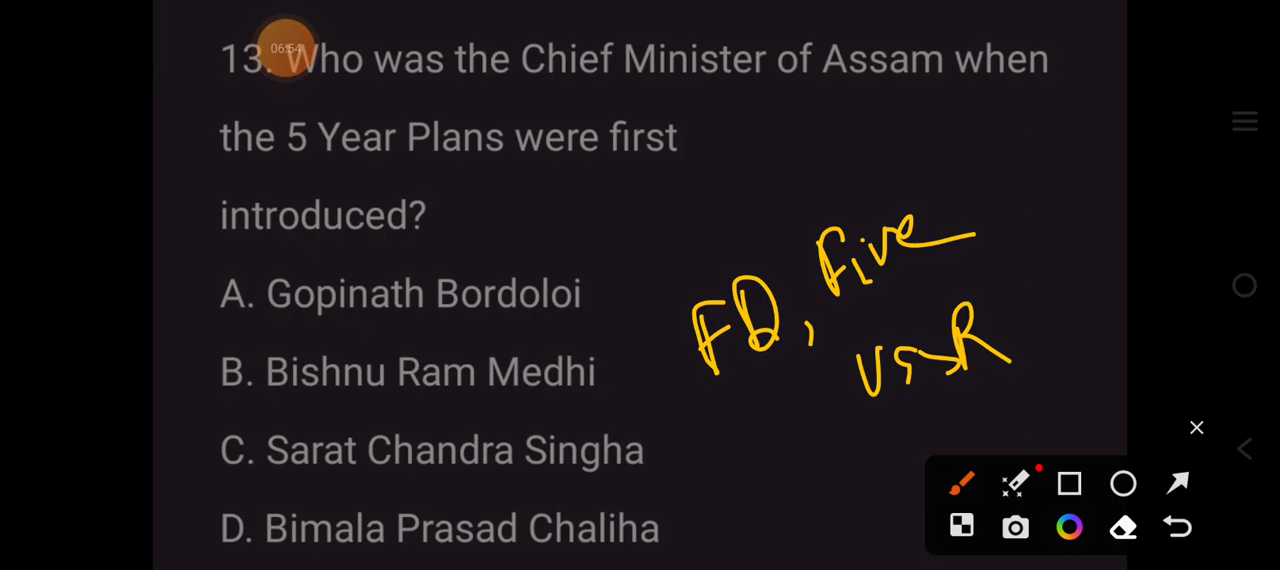 06:54
13. Who was the Chief Minister of Assam when
the 5 Year Plans were first
introduced?
A. Gopinath Bordoloi
B. Bishnu Ram Medhi
C. Sarat Chandra Singha
D. Bimala Prasad Chaliha
FD, Five
USSR